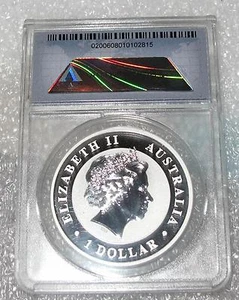 0200608010102815
ELIZABETH II AUSTRALIA
1 DOLLAR